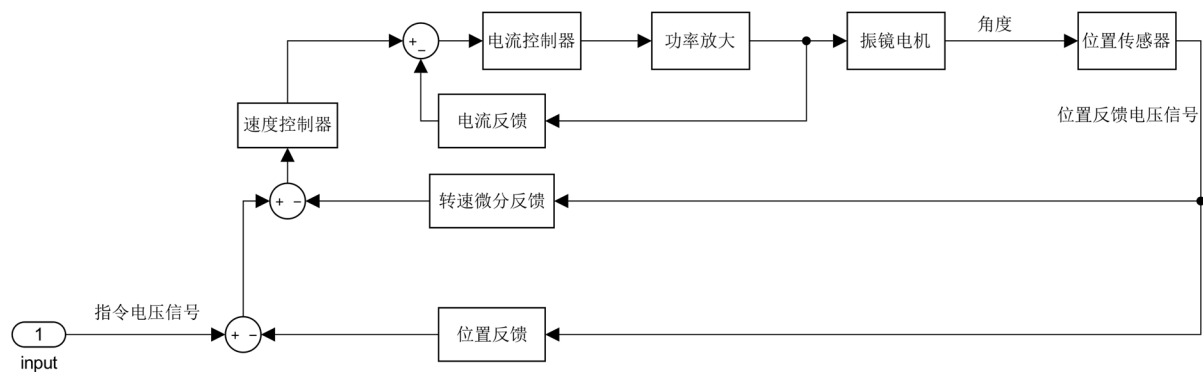 电流控制器
功率放大
振镜电机
角度
位置传感器
电流反馈
位置反馈电压信号
速度控制器
转速微分反馈
指令电压信号
1
位置反馈
input